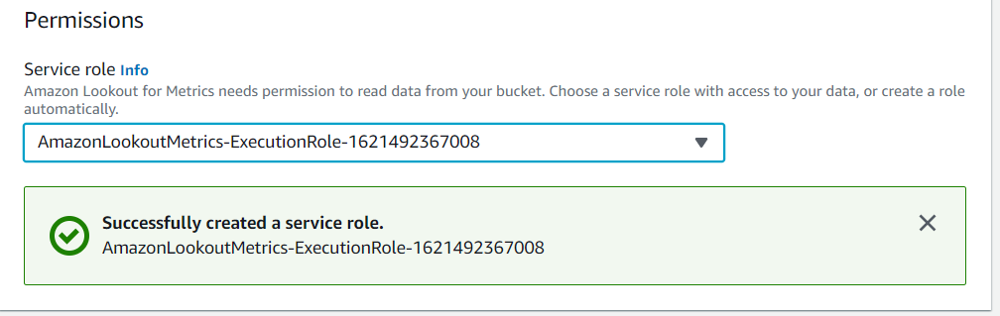 Permissions
Service role Info
Amazon Lookout for Metrics needs permission to read data from your bucket. Choose a service role with access to your data, or create a role
automatically.
AmazonLookoutMetrics-ExecutionRole-1621492367008
Successfully created a service role.
AmazonLookoutMetrics-ExecutionRole-1621492367008